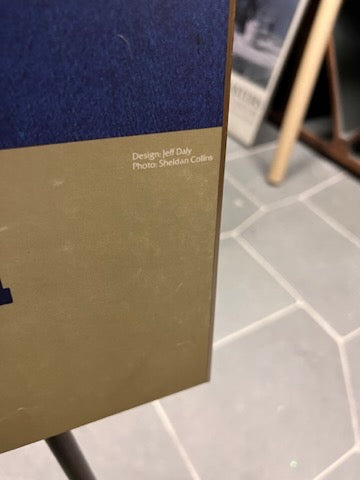 Design: Jeff Daly
Photo: Sheldan Collins